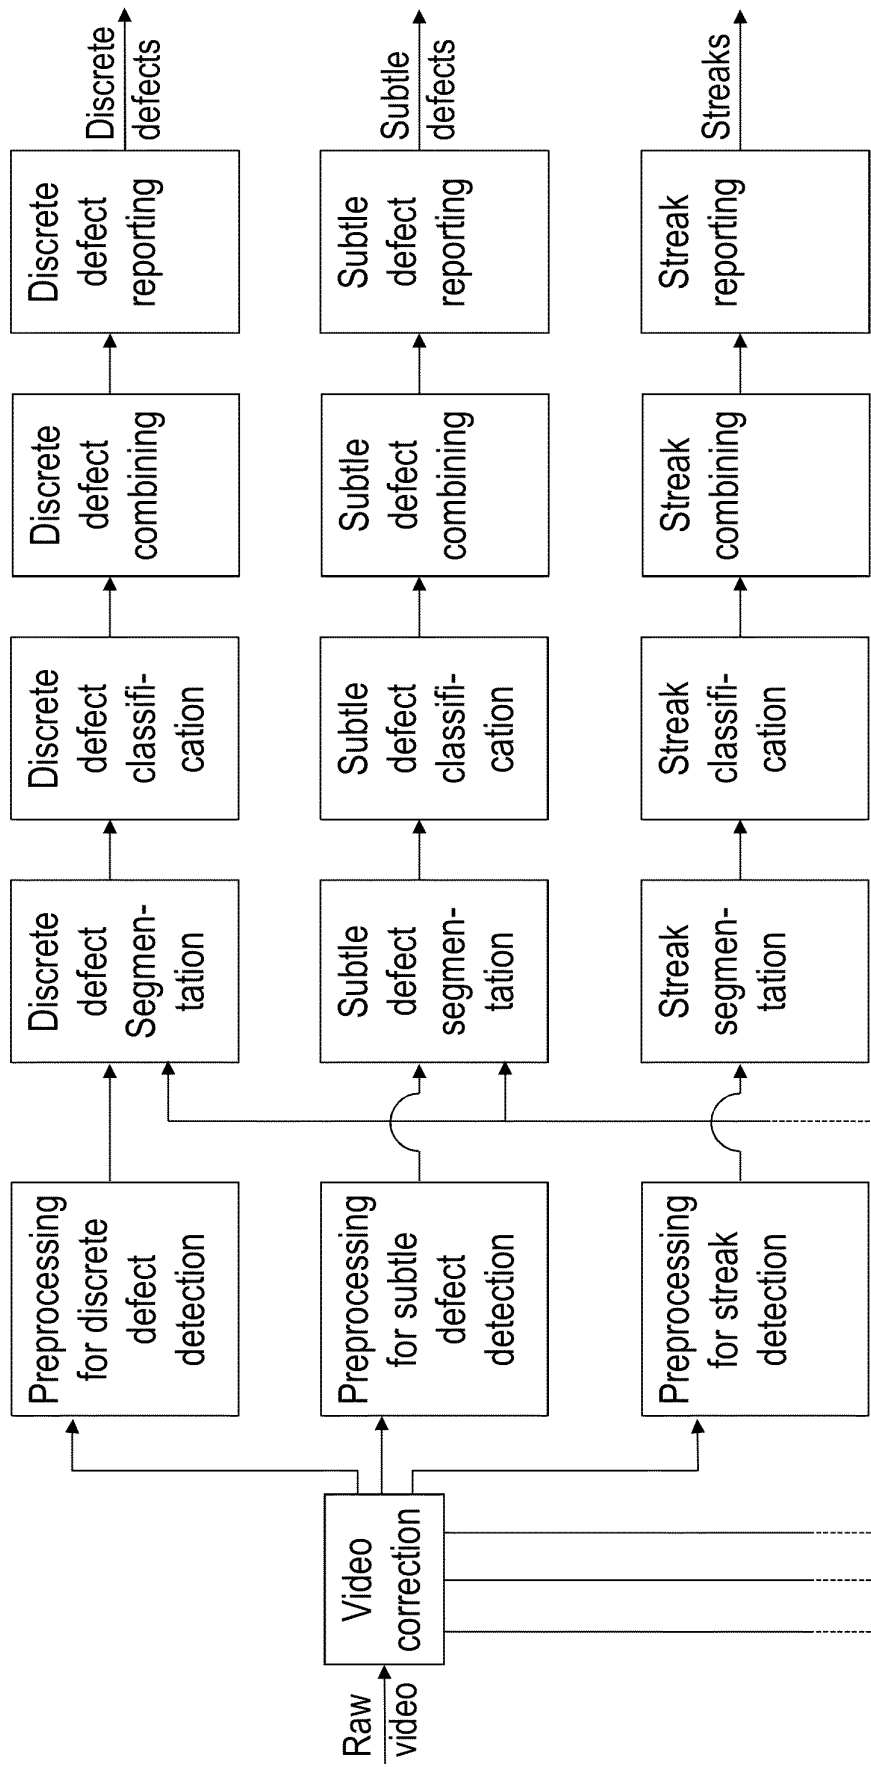 Raw
video
Video
correction
Preprocessing
for discrete
defect
detection
Discrete
defect
Segmen-
tation
Discrete
defect
classifi-
cation
Discrete
defect
combining
Discrete
defect
reporting
Discrete
defects
Preprocessing
for subtle
defect
detection
Subtle
defect
segmen-
tation
Subtle
defect
classifi-
cation
Subtle
defect
combining
Subtle
defect
reporting
Subtle
defects
Preprocessing
for streak
detection
Streak
segmen-
tation
Streak
classifi-
cation
Streak
combining
Streak
reporting
Streaks